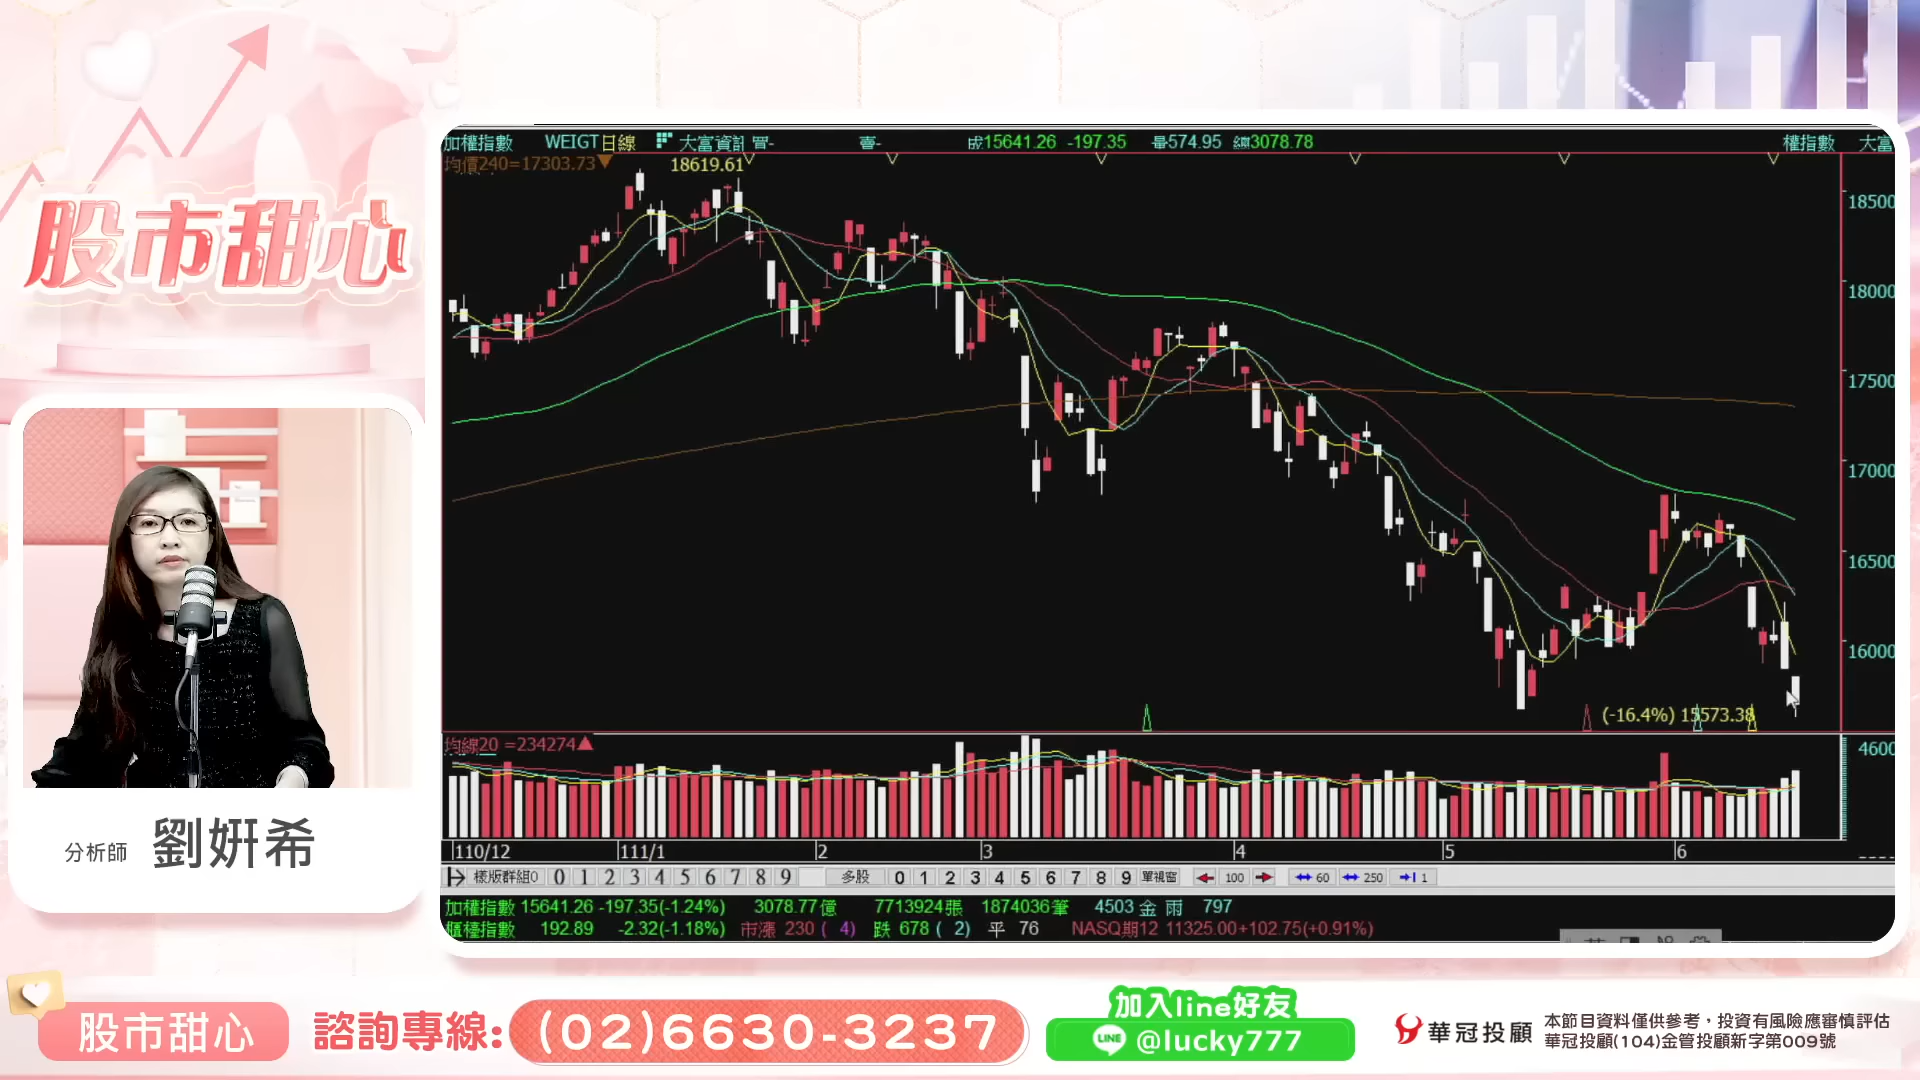 股市甜心
分析師 劉姸希
加權指數 WEIGT日線 大富資訊 買- 賣- 成15641.26 -197.35 量574.95 總3078.78 權指數 大富
均價240=17303.73
18619.61
18500
18000
17500
17000
16500
16000
(-16.4%) 15573.38
均線20 =234274
4600
110/12 111/1 2 3 4 5 6
樣版群組0 0 1 2 3 4 5 6 7 8 9 多股 0 1 2 3 4 5 6 7 8 9 單視窗 100 60 250 1
加權指數 15641.26 -197.35(-1.24%) 3078.77億 7713924張 1874036筆 4503 金 雨 797
櫃檯指數 192.89 -2.32(-1.18%) 市漲 230 ( 4) 跌 678 ( 2) 平 76 NASQ期12 11325.00+102.75(+0.91%)
股市甜心 諮詢專線:(02)6630-3237
加入line好友
LINE @lucky777
華冠投顧
本節目資料僅供參考，投資有風險應審慎評估
華冠投顧(104)金管投顧新字第009號